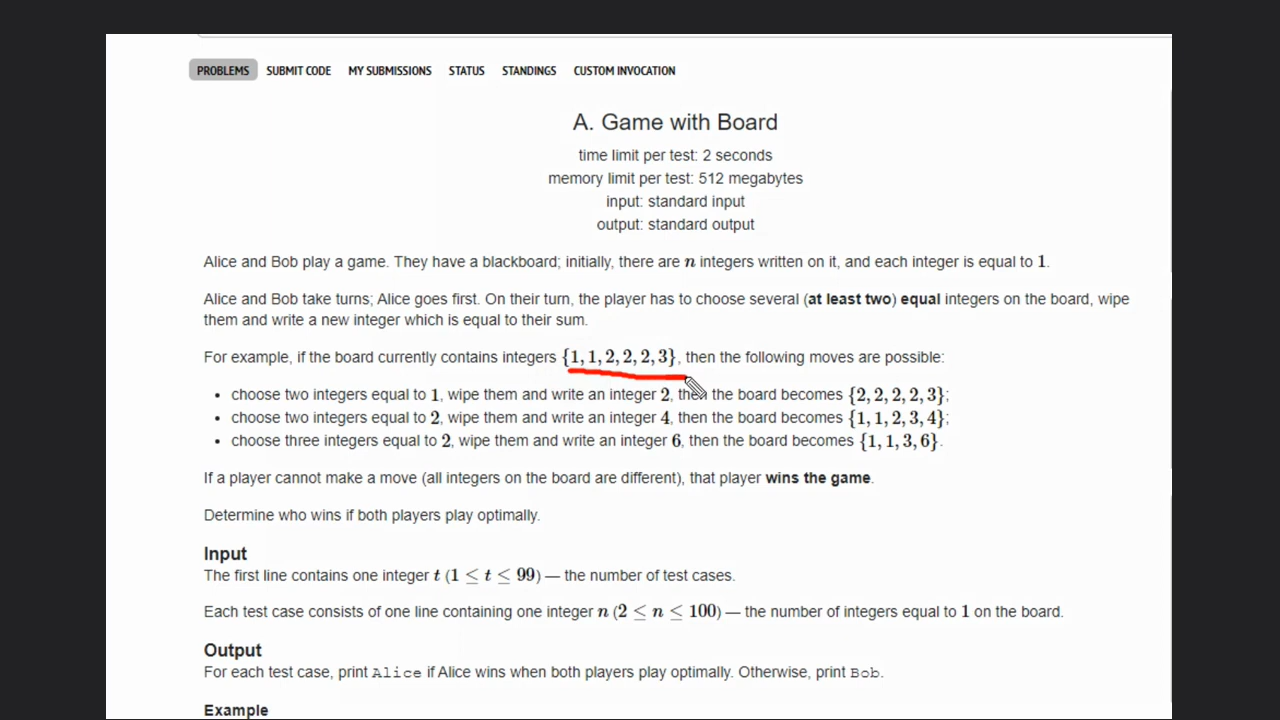 PROBLEMS SUBMIT CODE MY SUBMISSIONS STATUS STANDINGS CUSTOM INVOCATION
A. Game with Board
time limit per test: 2 seconds
memory limit per test: 512 megabytes
input: standard input
output: standard output
Alice and Bob play a game. They have a blackboard; initially, there are n integers written on it, and each integer is equal to 1.
Alice and Bob take turns; Alice goes first. On their turn, the player has to choose several (at least two) equal integers on the board, wipe
them and write a new integer which is equal to their sum.
For example, if the board currently contains integers {1, 1, 2, 2, 2, 3}, then the following moves are possible:
• choose two integers equal to 1, wipe them and write an integer 2, then the board becomes {2, 2, 2, 2, 3};
• choose two integers equal to 2, wipe them and write an integer 4, then the board becomes {1, 1, 2, 3, 4};
• choose three integers equal to 2, wipe them and write an integer 6, then the board becomes {1, 1, 3, 6}.
If a player cannot make a move (all integers on the board are different), that player wins the game.
Determine who wins if both players play optimally.
Input
The first line contains one integer t (1 ≤ t ≤ 99) — the number of test cases.
Each test case consists of one line containing one integer n (2 ≤ n ≤ 100) — the number of integers equal to 1 on the board.
Output
For each test case, print Alice if Alice wins when both players play optimally. Otherwise, print Bob.
Example